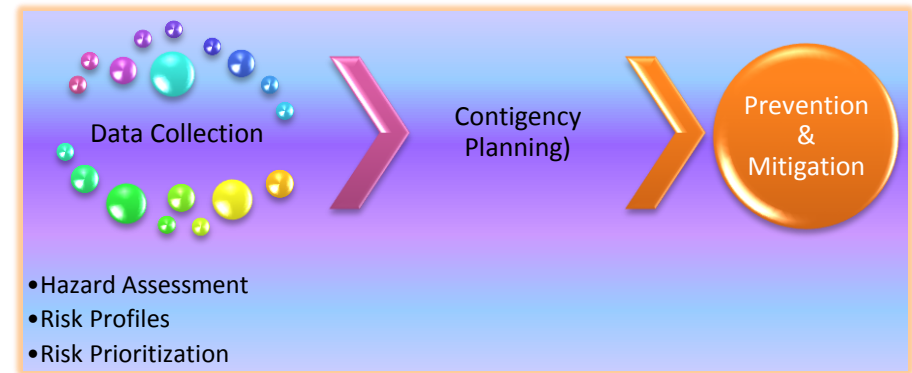 Data Collection
Contigency
Planning)
Prevention
&
Mitigation
•Hazard Assessment
•Risk Profiles
•Risk Prioritization